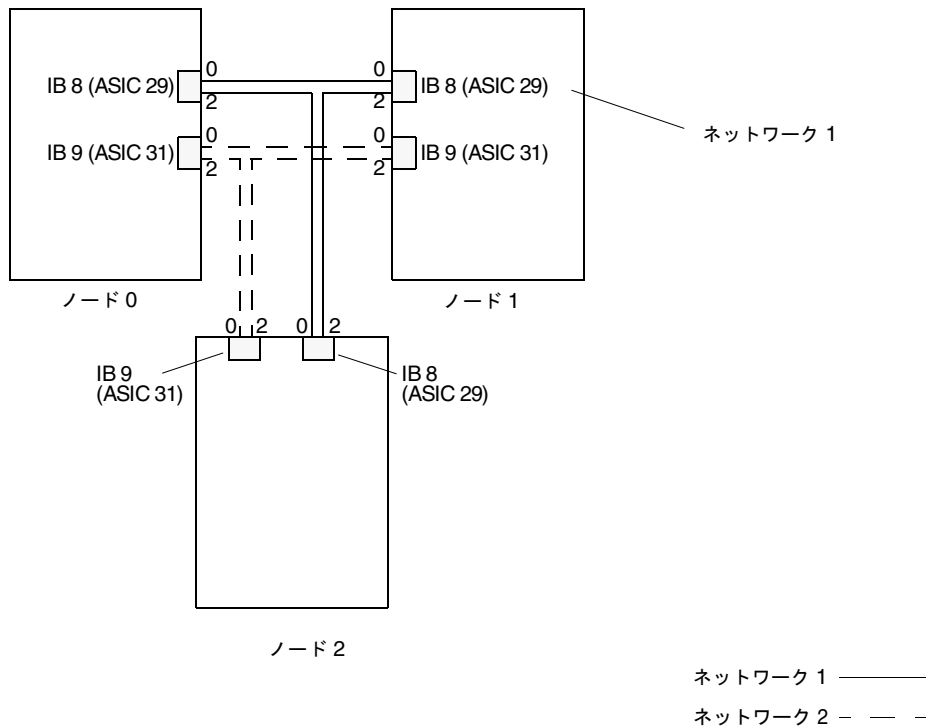 0
0
IB 8 (ASIC 29)
IB 8 (ASIC 29)
2
2
ネットワーク 1
0
0
IB 9 (ASIC 31)
IB 9 (ASIC 31)
2
2
ノード 0
ノード 1
0 2 0 2
IB 9
(ASIC 31)
IB 8
(ASIC 29)
ノード 2
ネットワーク 1
ネットワーク 2